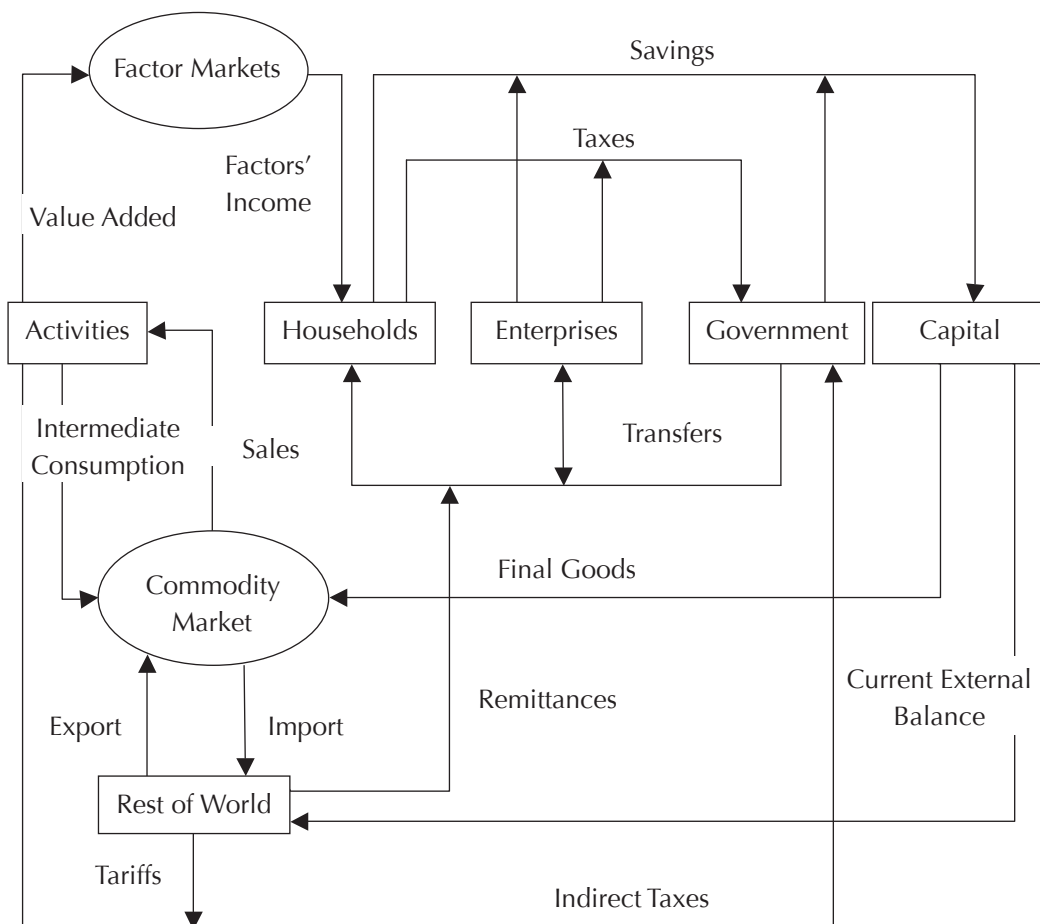 Savings
Factor Markets
Taxes
Factors'
Income
Value Added
Activities
Households
Enterprises
Government
Capital
Intermediate
Consumption
Sales
Transfers
Final Goods
Commodity
Market
Current External
Balance
Remittances
Export
Import
Rest of World
Tariffs
Indirect Taxes